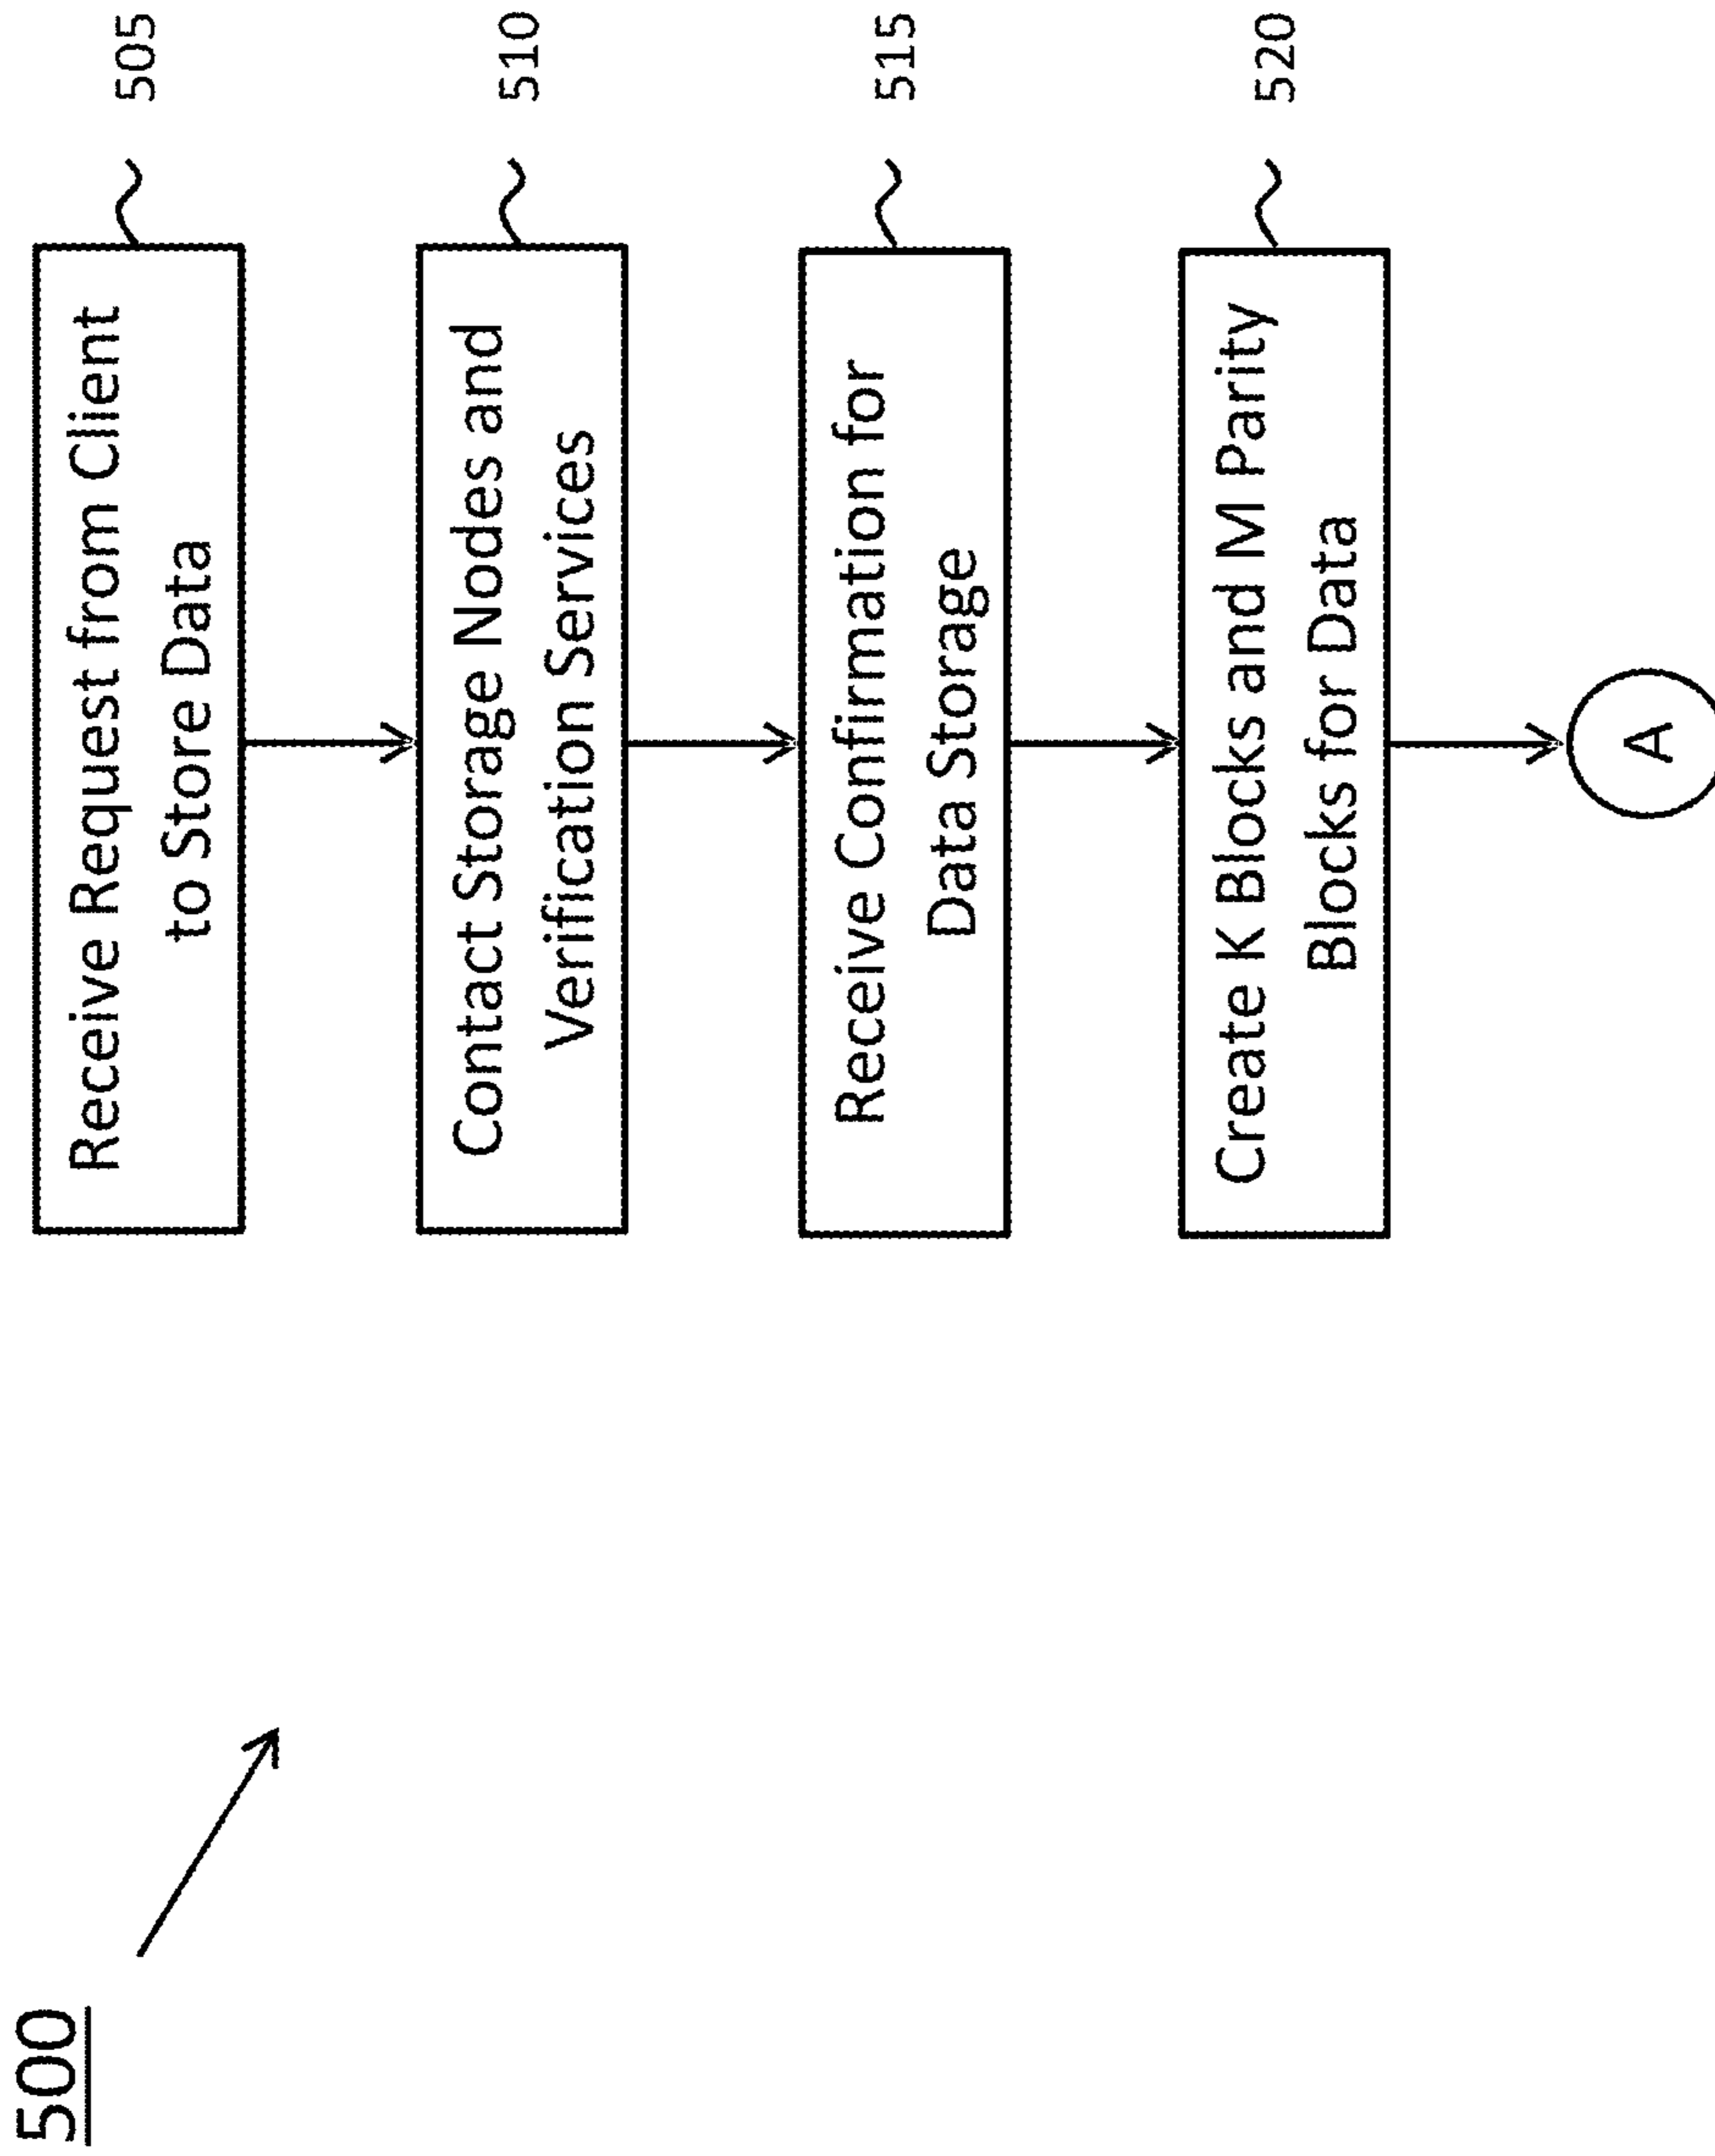 500
Receive Request from Client
to Store Data
505
Contact Storage Nodes and
Verification Services
510
Receive Confirmation for
Data Storage
515
Create K Blocks and M Parity
Blocks for Data
520
A